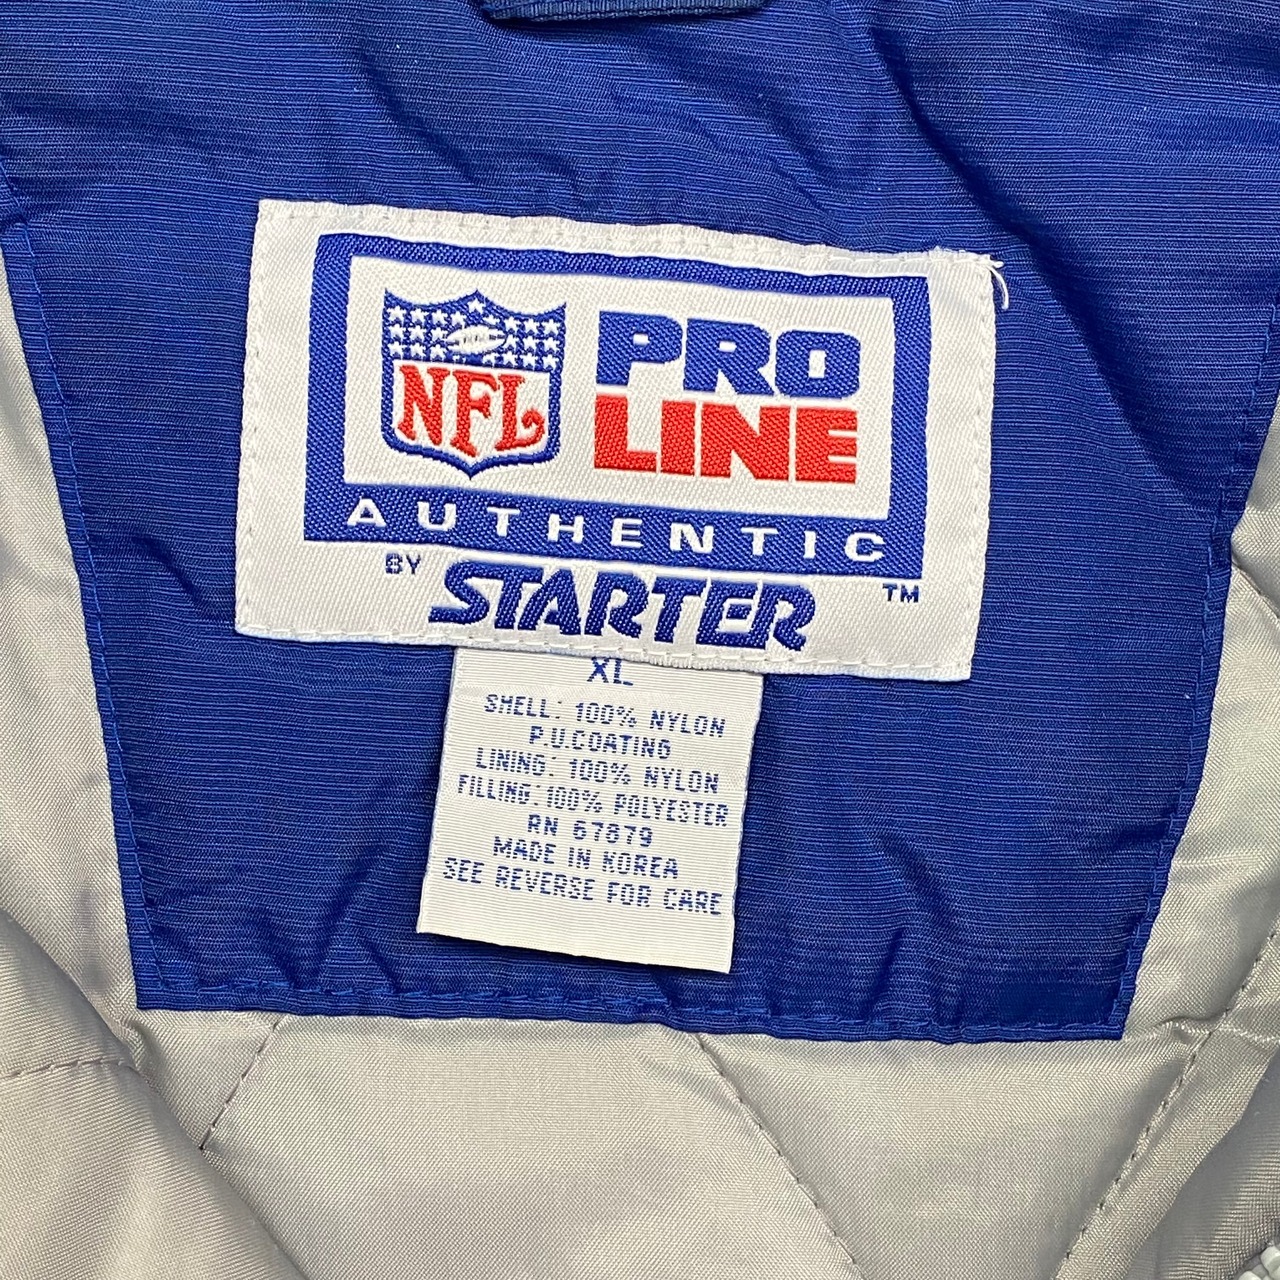 NFL
PRO
LINE
AUTHENTIC
BY STARTER TM
XL
SHELL: 100% NYLON
P.U.COATING
LINING: 100% NYLON
FILLING: 100% POLYESTER
RN 67879
MADE IN KOREA
SEE REVERSE FOR CARE